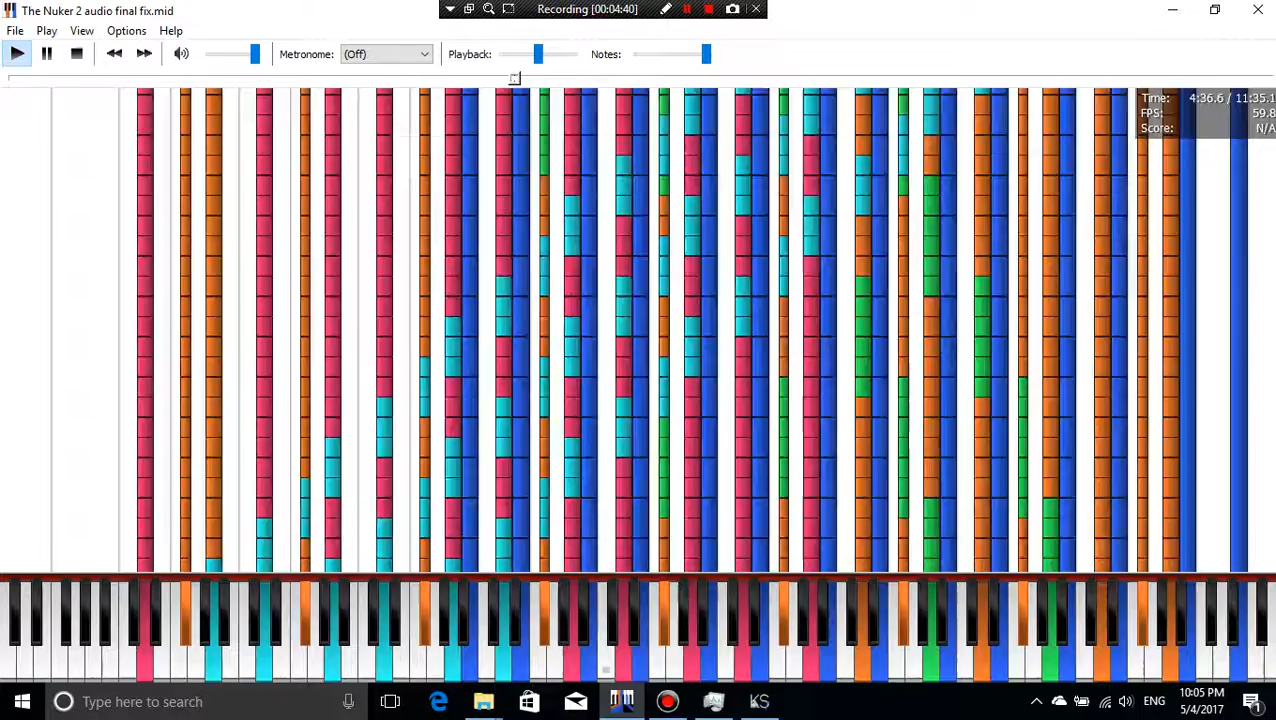 The Nuker 2 audio final fix.mid
Recording [00:04:40]
File Play View Options Help
Metronome: (Off) Playback: Notes:
Time: 4:36.6 / 11:35.1
FPS: 59.8
Score: N/A
Type here to search
KS
ENG
10:05 PM
5/4/2017
1